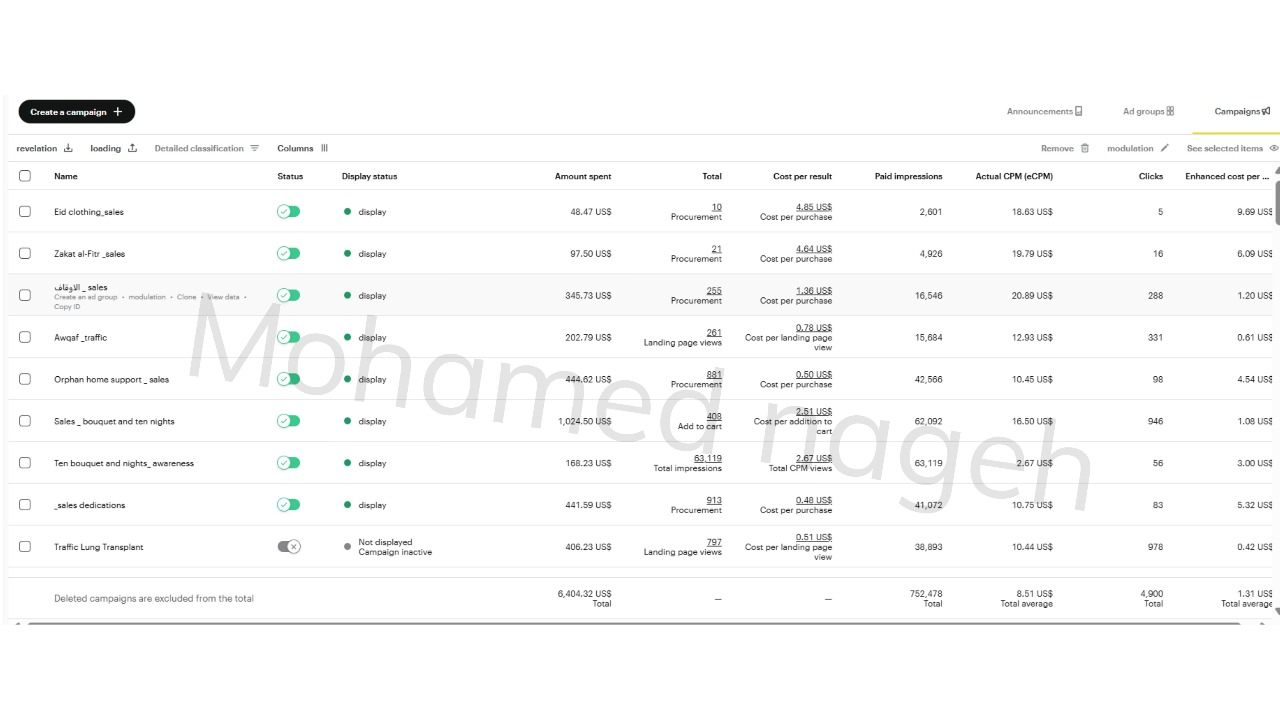 Create a campaign +
Announcements
Ad groups
Campaigns
revelation
loading
Detailed classification
Columns
Remove
modulation
See selected items
Name Status Display status Amount spent Total Cost per result Paid impressions Actual CPM (eCPM) Clicks Enhanced cost per ...
Eid clothing_sales display 48.47 US$ 10 4.85 US$ 2,601 18.63 US$ 5 9.69 US$
Procurement Cost per purchase
Zakat al-Fitr _sales display 97.50 US$ 21 4.64 US$ 4,926 19.79 US$ 16 6.09 US$
Procurement Cost per purchase
الاوقاف _ sales display 345.73 US$ 255 1.36 US$ 16,546 20.89 US$ 288 1.20 US$
Create an ad group • modulation • Clone • View data • Procurement Cost per purchase
Copy ID
Awqaf _traffic display 202.79 US$ 261 0.78 US$ 15,684 12.93 US$ 331 0.61 US$
Landing page views Cost per landing page
view
Orphan home support _ sales display 444.62 US$ 881 0.50 US$ 42,566 10.45 US$ 98 4.54 US$
Procurement Cost per purchase
Sales _ bouquet and ten nights display 1,024.50 US$ 408 2.51 US$ 62,092 16.50 US$ 946 1.08 US$
Add to cart Cost per addition to
cart
Ten bouquet and nights_ awareness display 168.23 US$ 63,119 2.67 US$ 63,119 2.67 US$ 56 3.00 US$
Total impressions Total CPM views
_sales dedications display 441.59 US$ 913 0.48 US$ 41,072 10.75 US$ 83 5.32 US$
Procurement Cost per purchase
Traffic Lung Transplant Not displayed 406.23 US$ 797 0.51 US$ 38,893 10.44 US$ 978 0.42 US$
Campaign inactive Landing page views Cost per landing page
view
Deleted campaigns are excluded from the total 6,404.32 US$ — — 752,478 8.51 US$ 4,900 1.31 US$
Total Total Total average Total Total average
Mohamed nageh